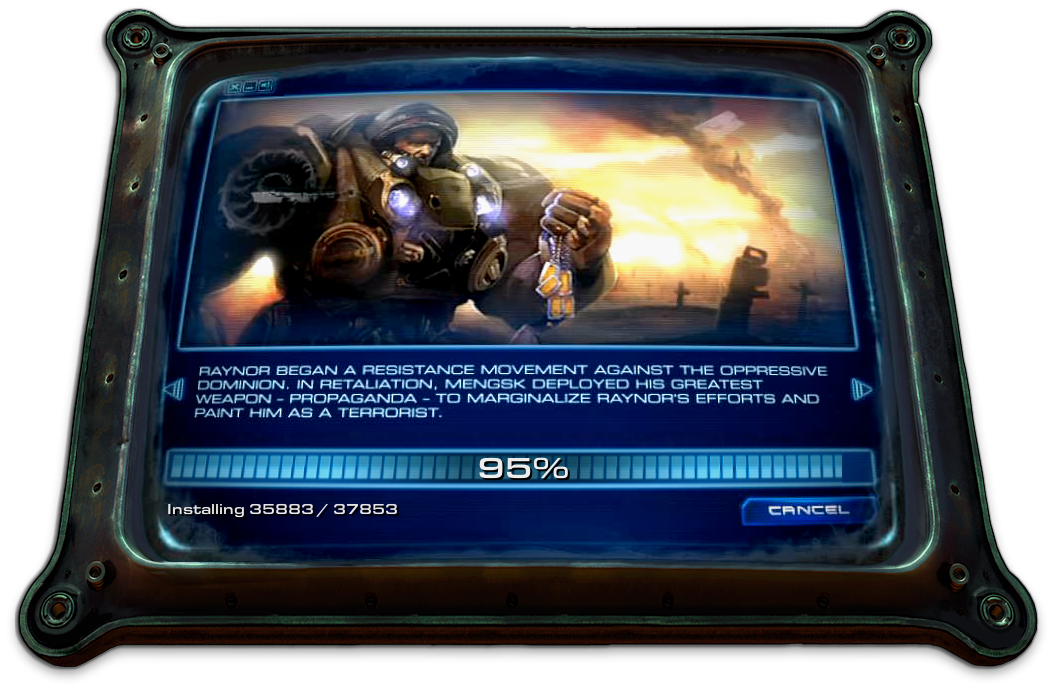 RAYNOR BEGAN A RESISTANCE MOVEMENT AGAINST THE OPPRESSIVE
DOMINION. IN RETALIATION, MENGSK DEPLOYED HIS GREATEST
WEAPON - PROPAGANDA - TO MARGINALIZE RAYNOR'S EFFORTS AND
PAINT HIM AS A TERRORIST.
95%
Installing 35883 / 37853
CANCEL